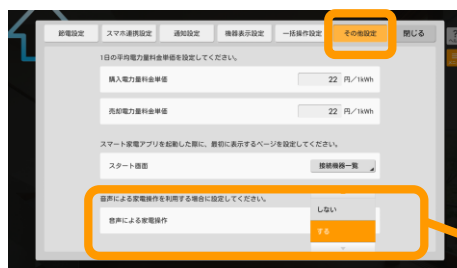 節電設定 スマホ連携設定 通知設定 機器表示設定 一括操作設定 その他設定 閉じる ?
1日の平均電力量料金単価を設定してください。
購入電力量料金単価 22 円／1kWh
売却電力量料金単価 22 円／1kWh
スマート家電アプリを起動した際に、最初に表示するページを設定してください。
スタート画面 接続機器一覧
音声による家電操作を利用する場合に設定してください。
しない
音声による家電操作
する